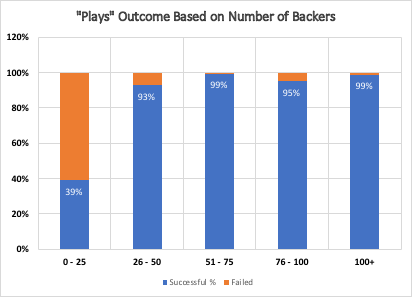 "Plays" Outcome Based on Number of Backers
120%
100%
80%
60%
40%
20%
0%
39%
93%
99%
95%
99%
0 - 25
26 - 50
51 - 75
76 - 100
100+
Successful %
Failed